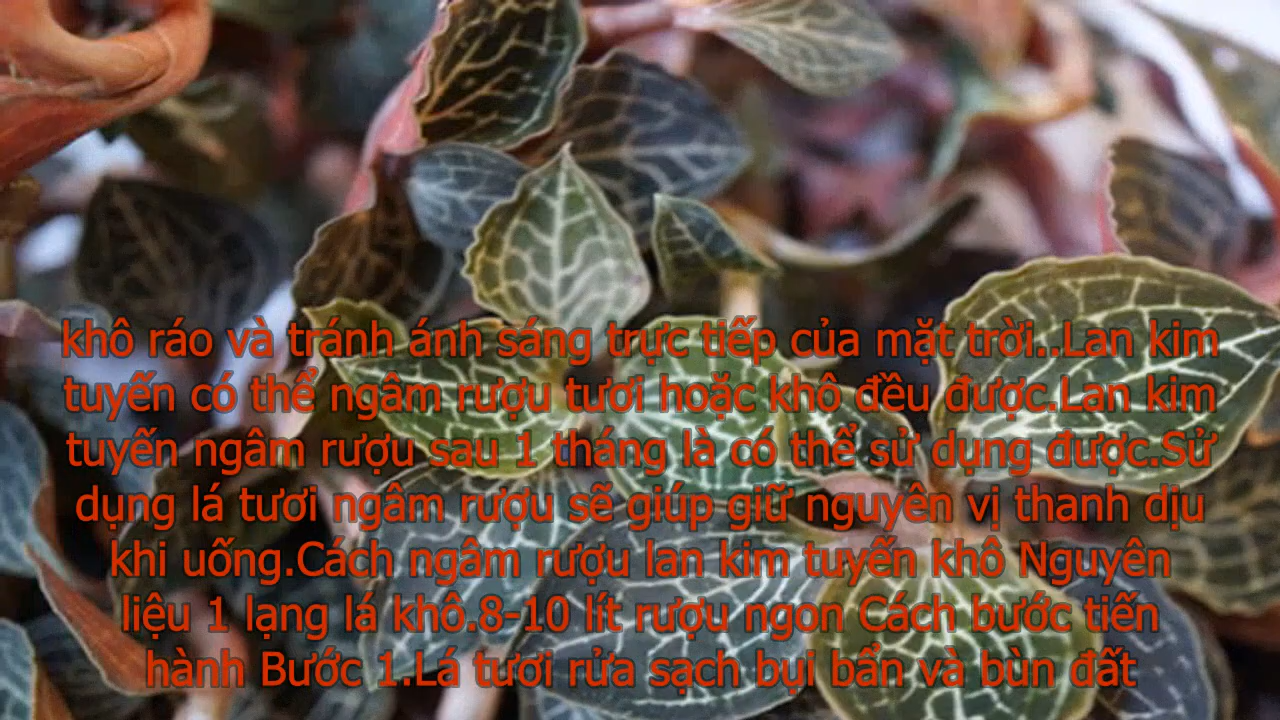 khô ráo và tránh ánh sáng trực tiếp của mặt trời..Lan kim
tuyến có thể ngâm rượu tươi hoặc khô đều được.Lan kim
tuyến ngâm rượu sau 1 tháng là có thể sử dụng được.Sử
dụng lá tươi ngâm rượu sẽ giúp giữ nguyên vị thanh dịu
khi uống.Cách ngâm rượu lan kim tuyến khô Nguyên
liệu 1 lạng lá khô.8-10 lít rượu ngon Cách bước tiến
hành Bước 1.Lá tươi rửa sạch bụi bẩn và bùn đất